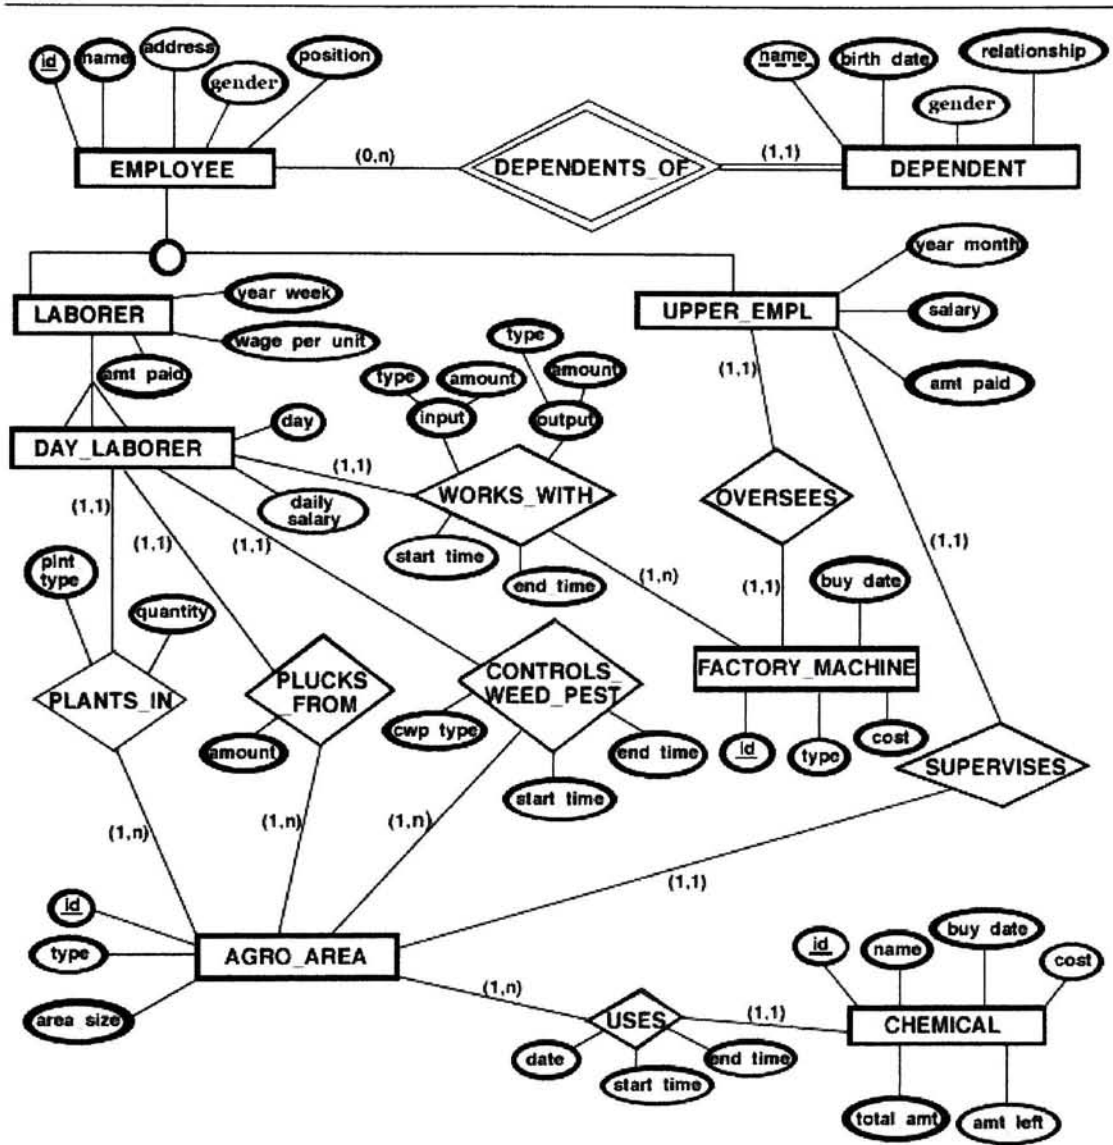 id
name
address
gender
position
name
birth date
gender
relationship
EMPLOYEE
(0,n)
DEPENDENTS_OF
(1,1)
DEPENDENT
LABORER
year week
wage per unit
amt paid
UPPER_EMPL
year month
salary
amt paid
(1,1)
type
amount
input
type
amount
output
DAY_LABORER
day
daily
salary
(1,1)
WORKS_WITH
start time
end time
(1,n)
OVERSEES
(1,1)
(1,1)
(1,1)
(1,1)
(1,1)
plnt
type
quantity
PLANTS_IN
PLUCKS
_FROM
amount
CONTROLS_
WEED_PEST
cwp type
start time
end time
buy date
FACTORY_MACHINE
id
type
cost
SUPERVISES
(1,n)
(1,n)
(1,n)
(1,1)
id
type
area size
AGRO_AREA
(1,n)
USES
(1,1)
date
start time
end time
id
name
buy date
cost
CHEMICAL
total amt
amt left